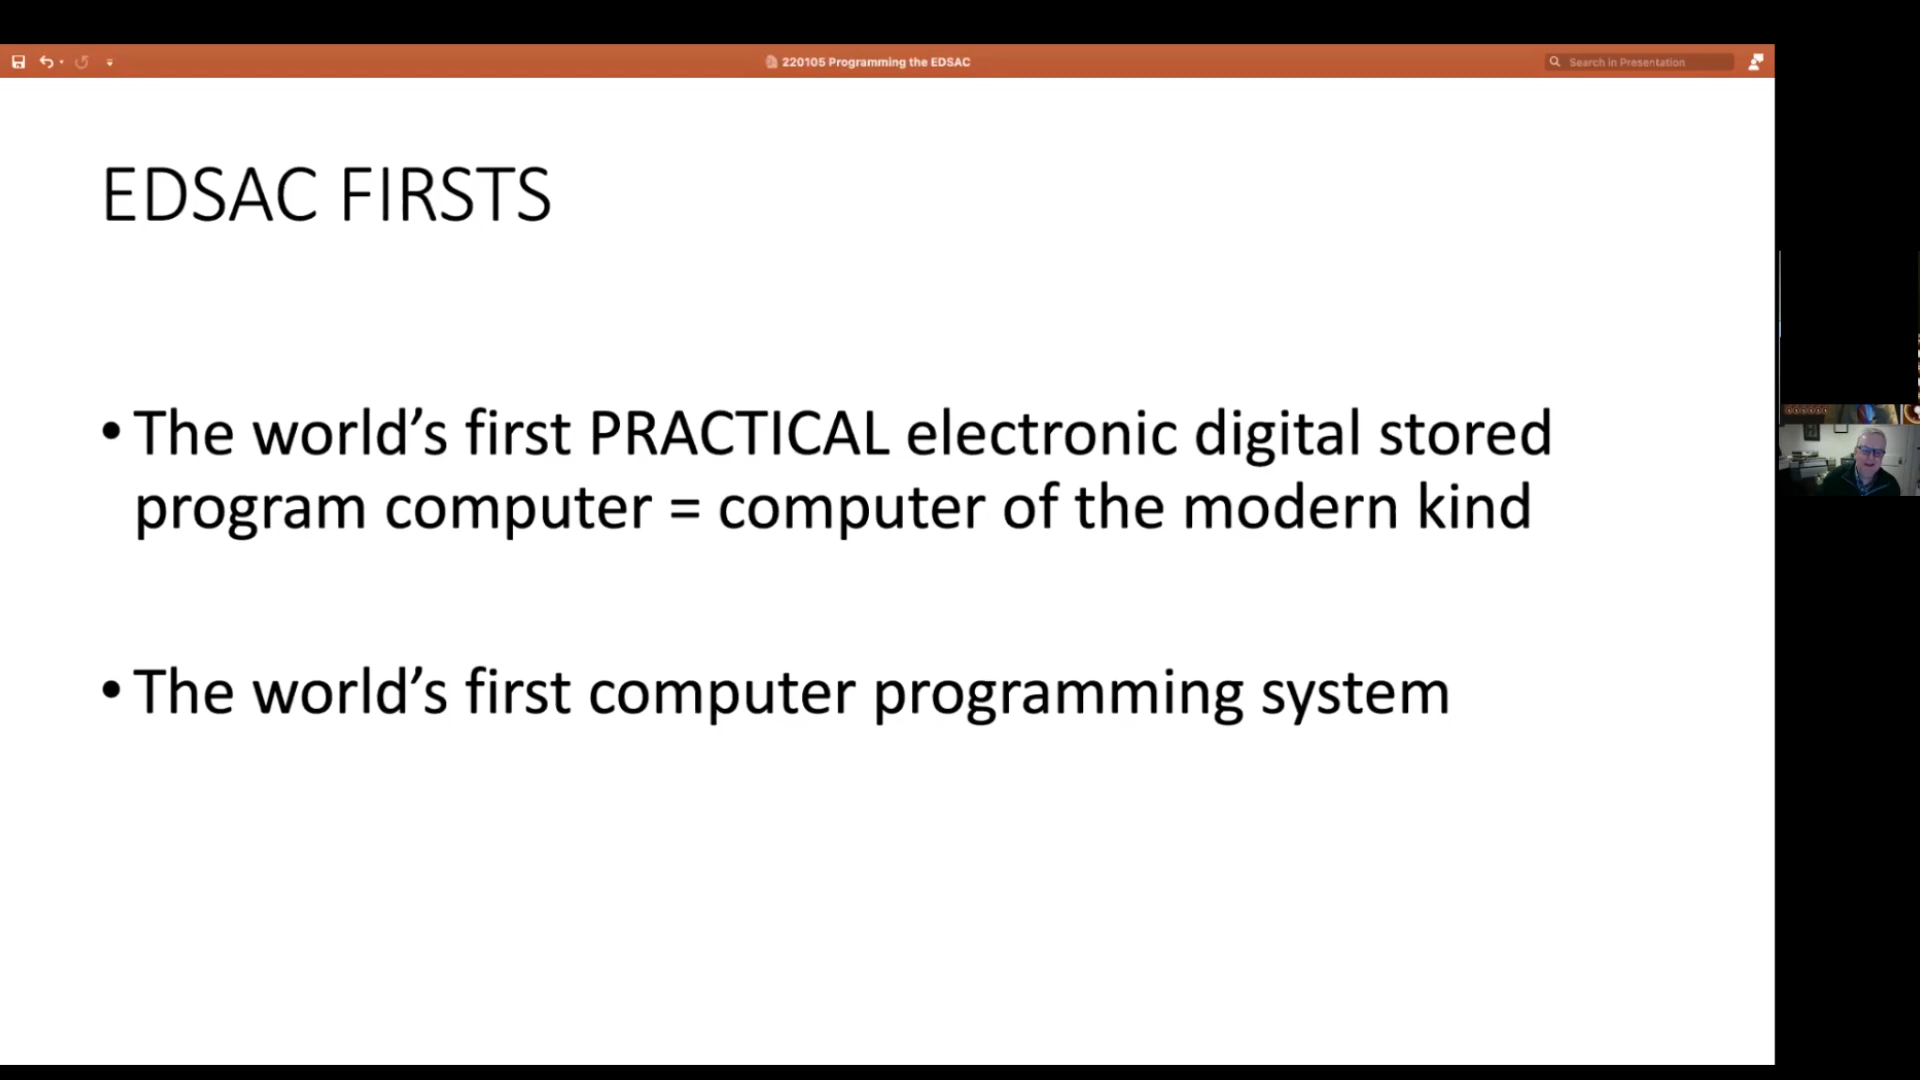 220105 Programming the EDSAC
Search in Presentation
EDSAC FIRSTS
• The world’s first PRACTICAL electronic digital stored
program computer = computer of the modern kind
• The world’s first computer programming system